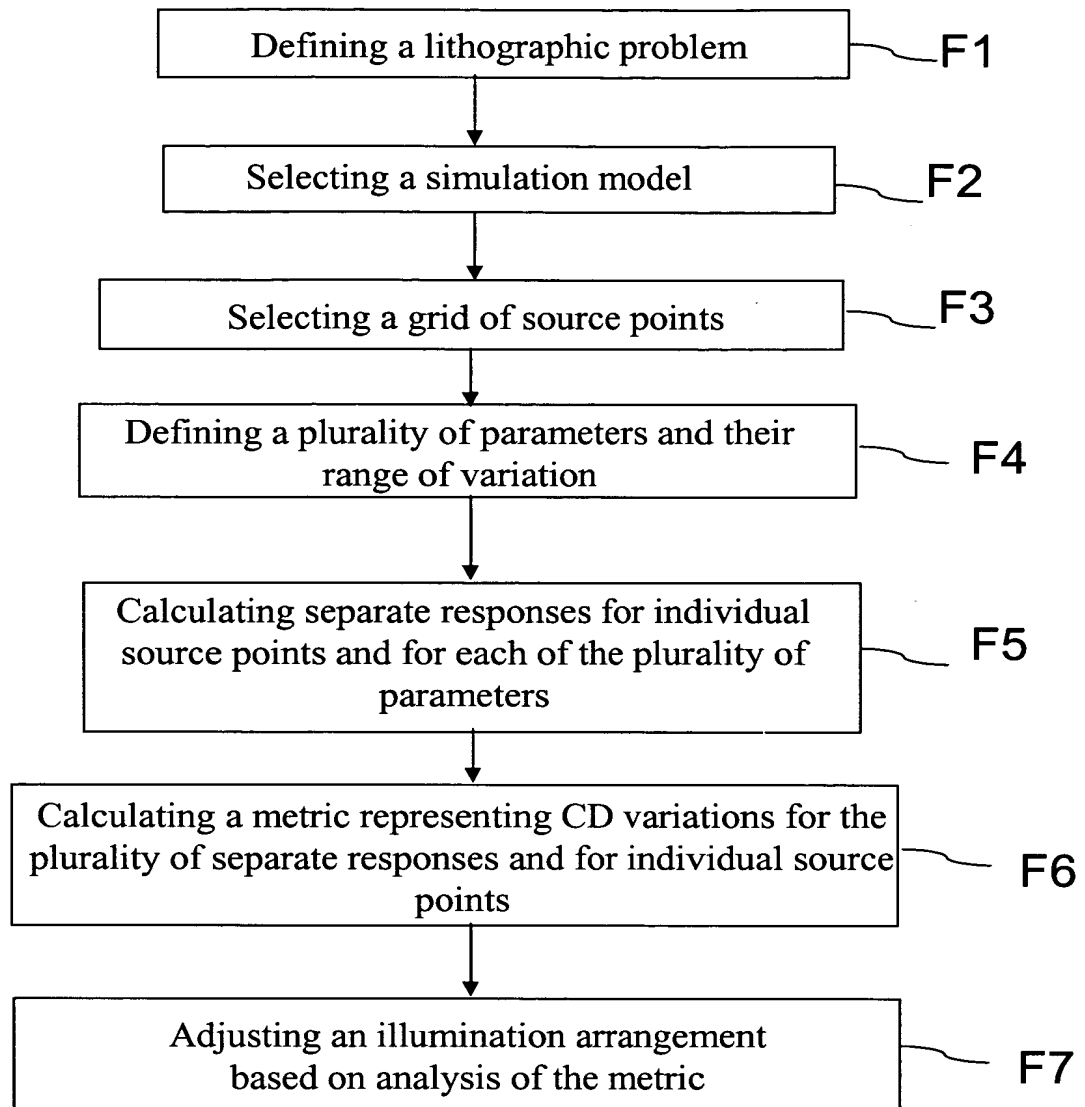 Defining a lithographic problem
F1
Selecting a simulation model
F2
Selecting a grid of source points
F3
Defining a plurality of parameters and their
range of variation
F4
Calculating separate responses for individual
source points and for each of the plurality of
parameters
F5
Calculating a metric representing CD variations for the
plurality of separate responses and for individual source
points
F6
Adjusting an illumination arrangement
based on analysis of the metric
F7